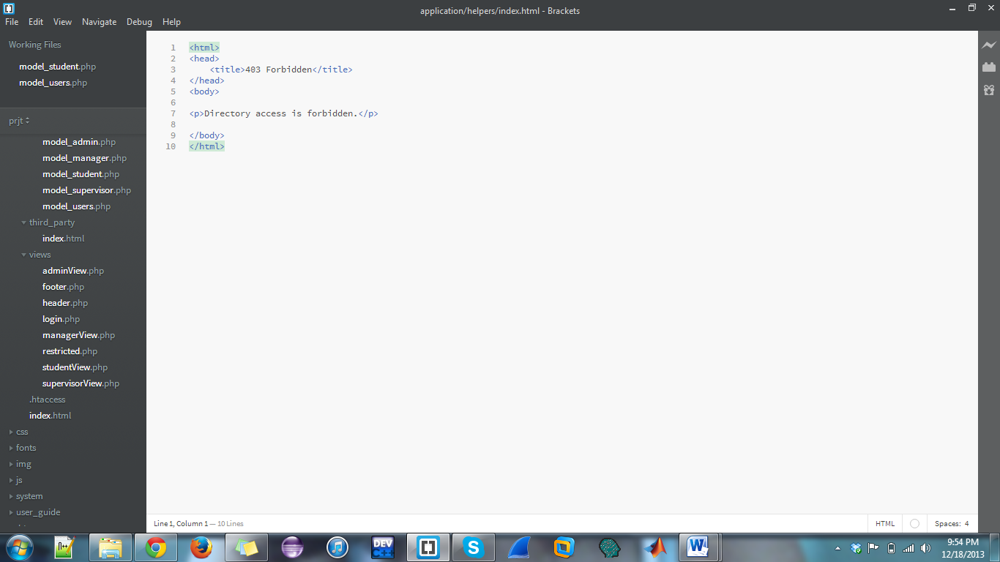 application/helpers/index.html - Brackets
File Edit View Navigate Debug Help
Working Files
model_student.php
model_users.php
prjt
model_admin.php
model_manager.php
model_student.php
model_supervisor.php
model_users.php
third_party
index.html
views
adminView.php
footer.php
header.php
login.php
managerView.php
restricted.php
studentView.php
supervisorView.php
.htaccess
index.html
css
fonts
img
js
system
user_guide
1 <html>
2 <head>
3 <title>403 Forbidden</title>
4 </head>
5 <body>
6
7 <p>Directory access is forbidden.</p>
8
9 </body>
10 </html>
Line 1, Column 1 — 10 Lines
HTML
Spaces: 4
DEV C++
9:54 PM
12/18/2013